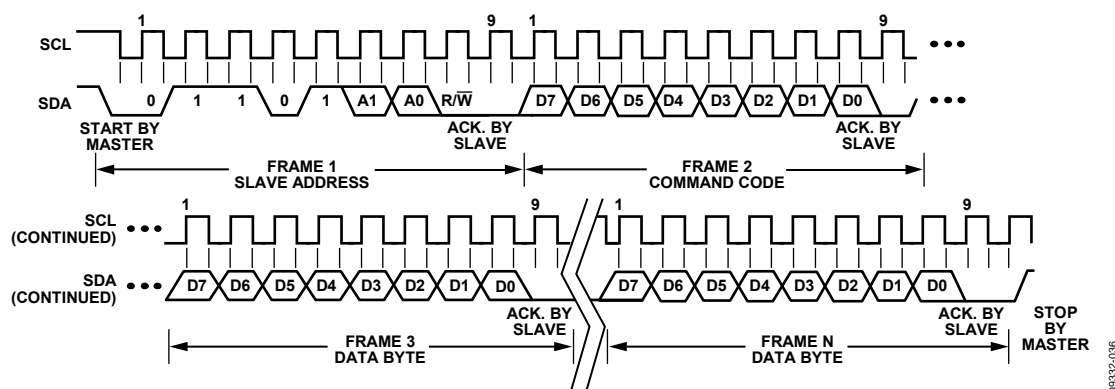 1 9 1 9
SCL •••
SDA 0 1 1 0 1 A1 A0 R/W̅ D7 D6 D5 D4 D3 D2 D1 D0 •••
START BY MASTER
ACK. BY SLAVE
ACK. BY SLAVE
FRAME 1
SLAVE ADDRESS
FRAME 2
COMMAND CODE
1 9 1 9
SCL (CONTINUED) •••
SDA (CONTINUED) ••• D7 D6 D5 D4 D3 D2 D1 D0 D7 D6 D5 D4 D3 D2 D1 D0
ACK. BY SLAVE
ACK. BY SLAVE
STOP BY MASTER
FRAME 3
DATA BYTE
FRAME N
DATA BYTE
09332-036